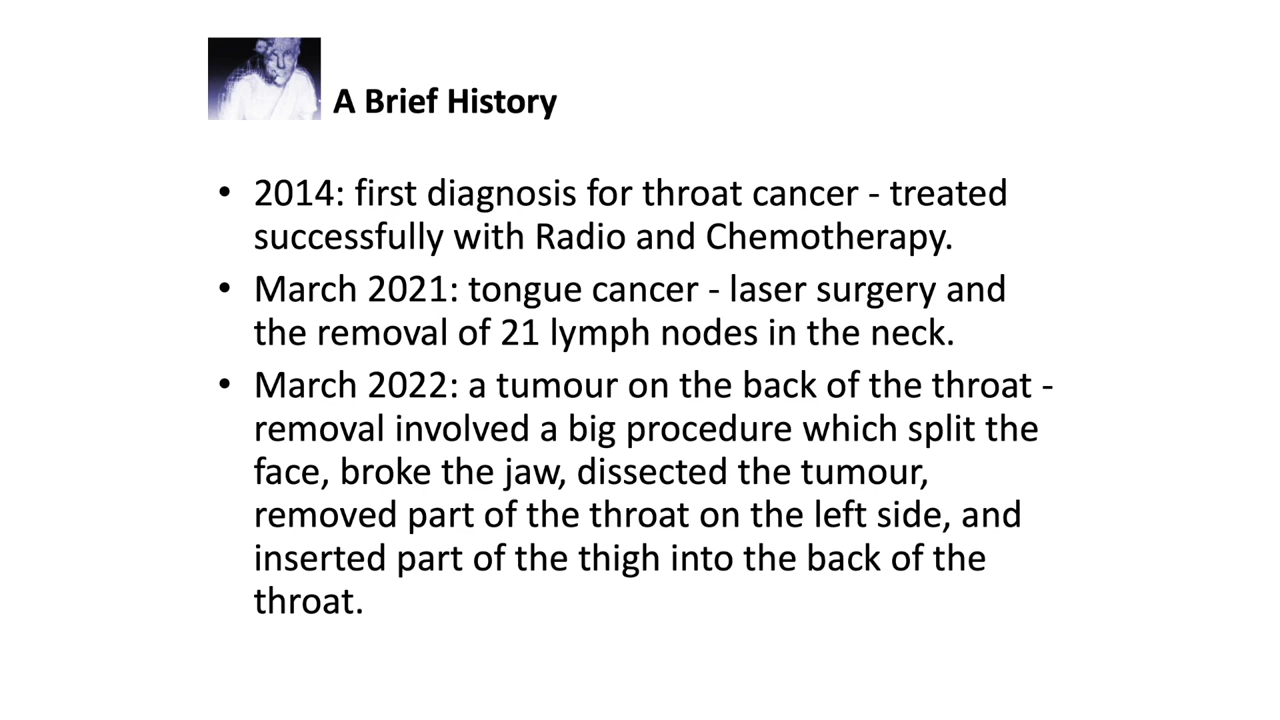 A Brief History
• 2014: first diagnosis for throat cancer - treated
successfully with Radio and Chemotherapy.
• March 2021: tongue cancer - laser surgery and
the removal of 21 lymph nodes in the neck.
• March 2022: a tumour on the back of the throat -
removal involved a big procedure which split the
face, broke the jaw, dissected the tumour,
removed part of the throat on the left side, and
inserted part of the thigh into the back of the
throat.